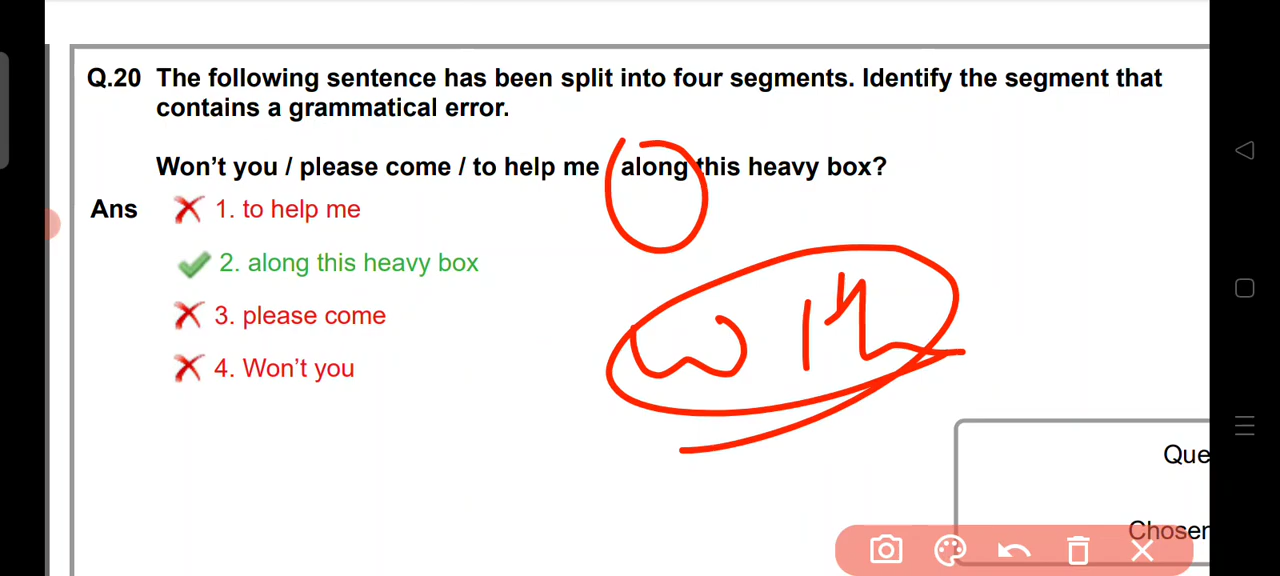 Q.20 The following sentence has been split into four segments. Identify the segment that
contains a grammatical error.
Won't you / please come / to help me / along this heavy box?
Ans 1. to help me
2. along this heavy box
3. please come
4. Won't you
with
Que
Chosen